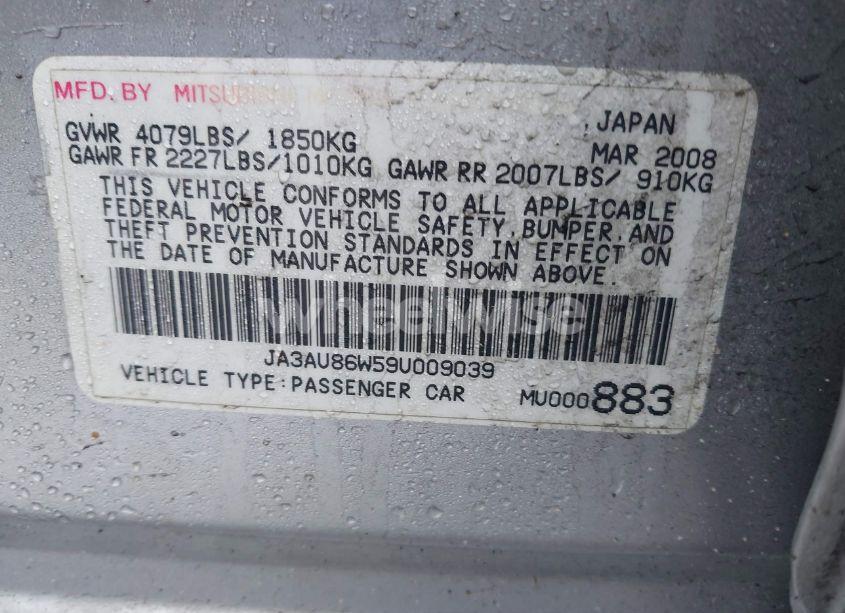 MFD. BY MITSUBISHI
JAPAN
GVWR 4079LBS/ 1850KG
MAR 2008
GAWR FR 2227LBS/1010KG GAWR RR 2007LBS/ 910KG
THIS VEHICLE CONFORMS TO ALL APPLICABLE
FEDERAL MOTOR VEHICLE SAFETY, BUMPER, AND
THEFT PREVENTION STANDARDS IN EFFECT ON
THE DATE OF MANUFACTURE SHOWN ABOVE.
wheelwise
JA3AU86W59U009039
VEHICLE TYPE:PASSENGER CAR
MU000883